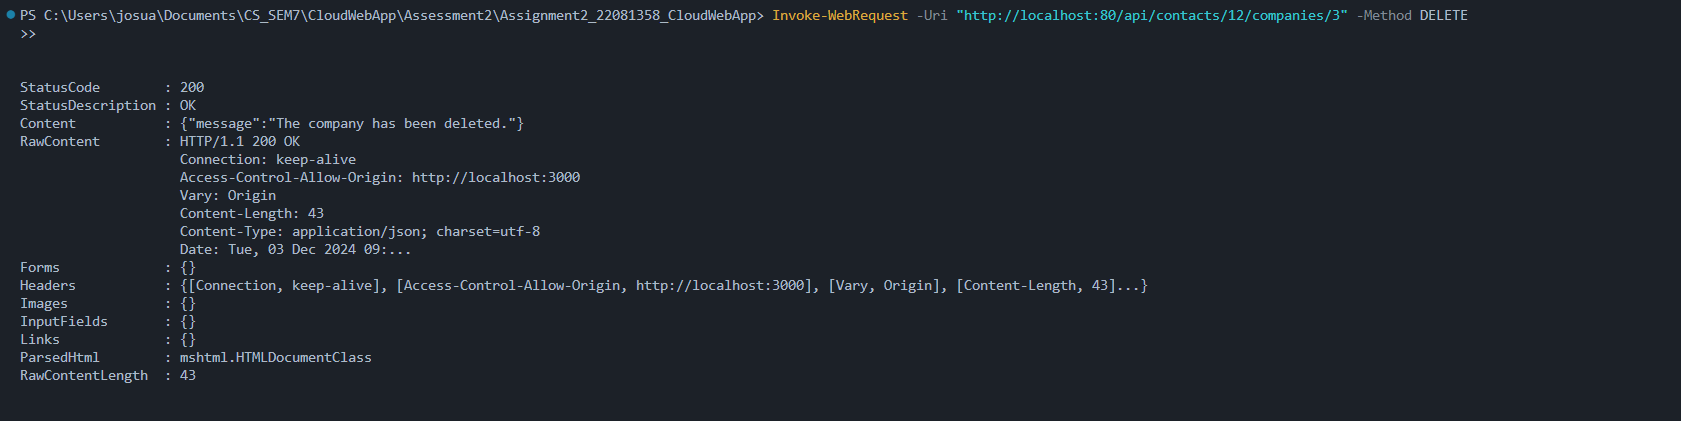 PS C:\Users\josua\Documents\CS_SEM7\CloudWebApp\Assessment2\Assignment2_22081358_CloudWebApp> Invoke-WebRequest -Uri "http://localhost:80/api/contacts/12/companies/3" -Method DELETE
>>
StatusCode        : 200
StatusDescription : OK
Content           : {"message":"The company has been deleted."}
RawContent        : HTTP/1.1 200 OK
                    Connection: keep-alive
                    Access-Control-Allow-Origin: http://localhost:3000
                    Vary: Origin
                    Content-Length: 43
                    Content-Type: application/json; charset=utf-8
                    Date: Tue, 03 Dec 2024 09:...
Forms             : {}
Headers           : {[Connection, keep-alive], [Access-Control-Allow-Origin, http://localhost:3000], [Vary, Origin], [Content-Length, 43]...}
Images            : {}
InputFields       : {}
Links             : {}
ParsedHtml        : mshtml.HTMLDocumentClass
RawContentLength  : 43